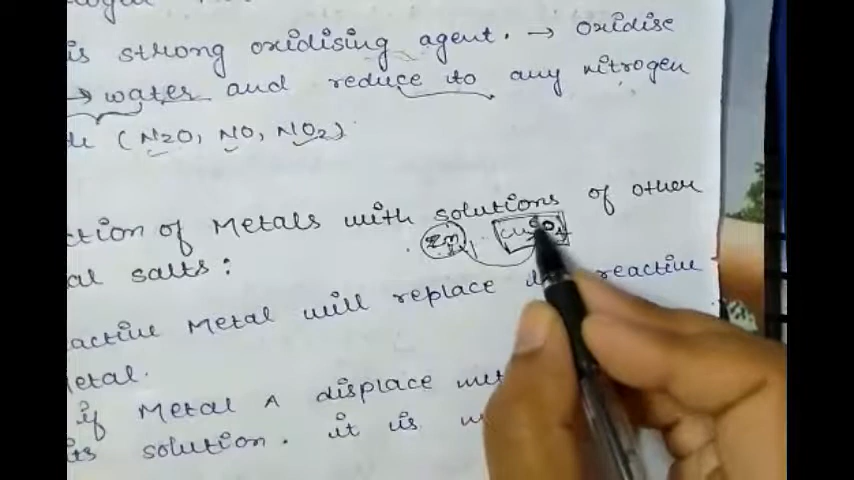 is strong oxidising agent. → oxidise
→ water and reduce to any nitrogen
(N2O, NO, NO2)
ction of Metals with solutions of other
Zn CuSO4
al salts:
active Metal will replace reactive
etal.
if Metal A displace
its solution. it is